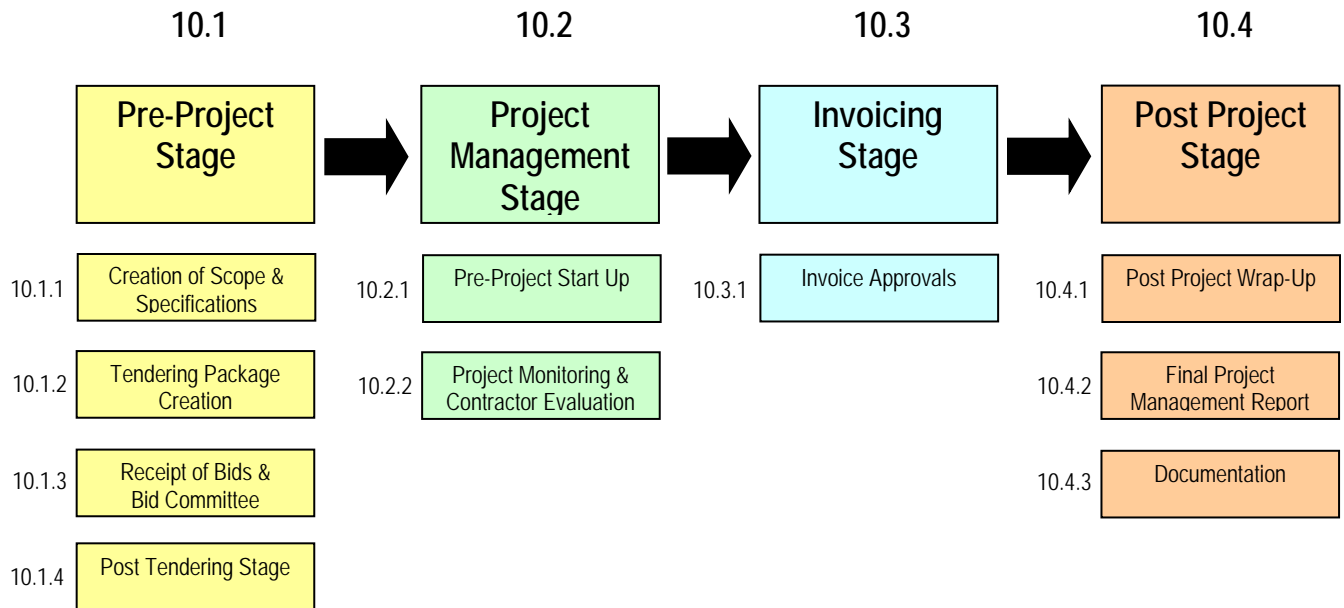 10.1
10.2
10.3
10.4
Pre-Project
Stage
Project
Management
Stage
Invoicing
Stage
Post Project
Stage
10.1.1
Creation of Scope &
Specifications
10.2.1
Pre-Project Start Up
10.3.1
Invoice Approvals
10.4.1
Post Project Wrap-Up
10.1.2
Tendering Package
Creation
10.2.2
Project Monitoring &
Contractor Evaluation
10.4.2
Final Project
Management Report
10.1.3
Receipt of Bids &
Bid Committee
10.4.3
Documentation
10.1.4
Post Tendering Stage